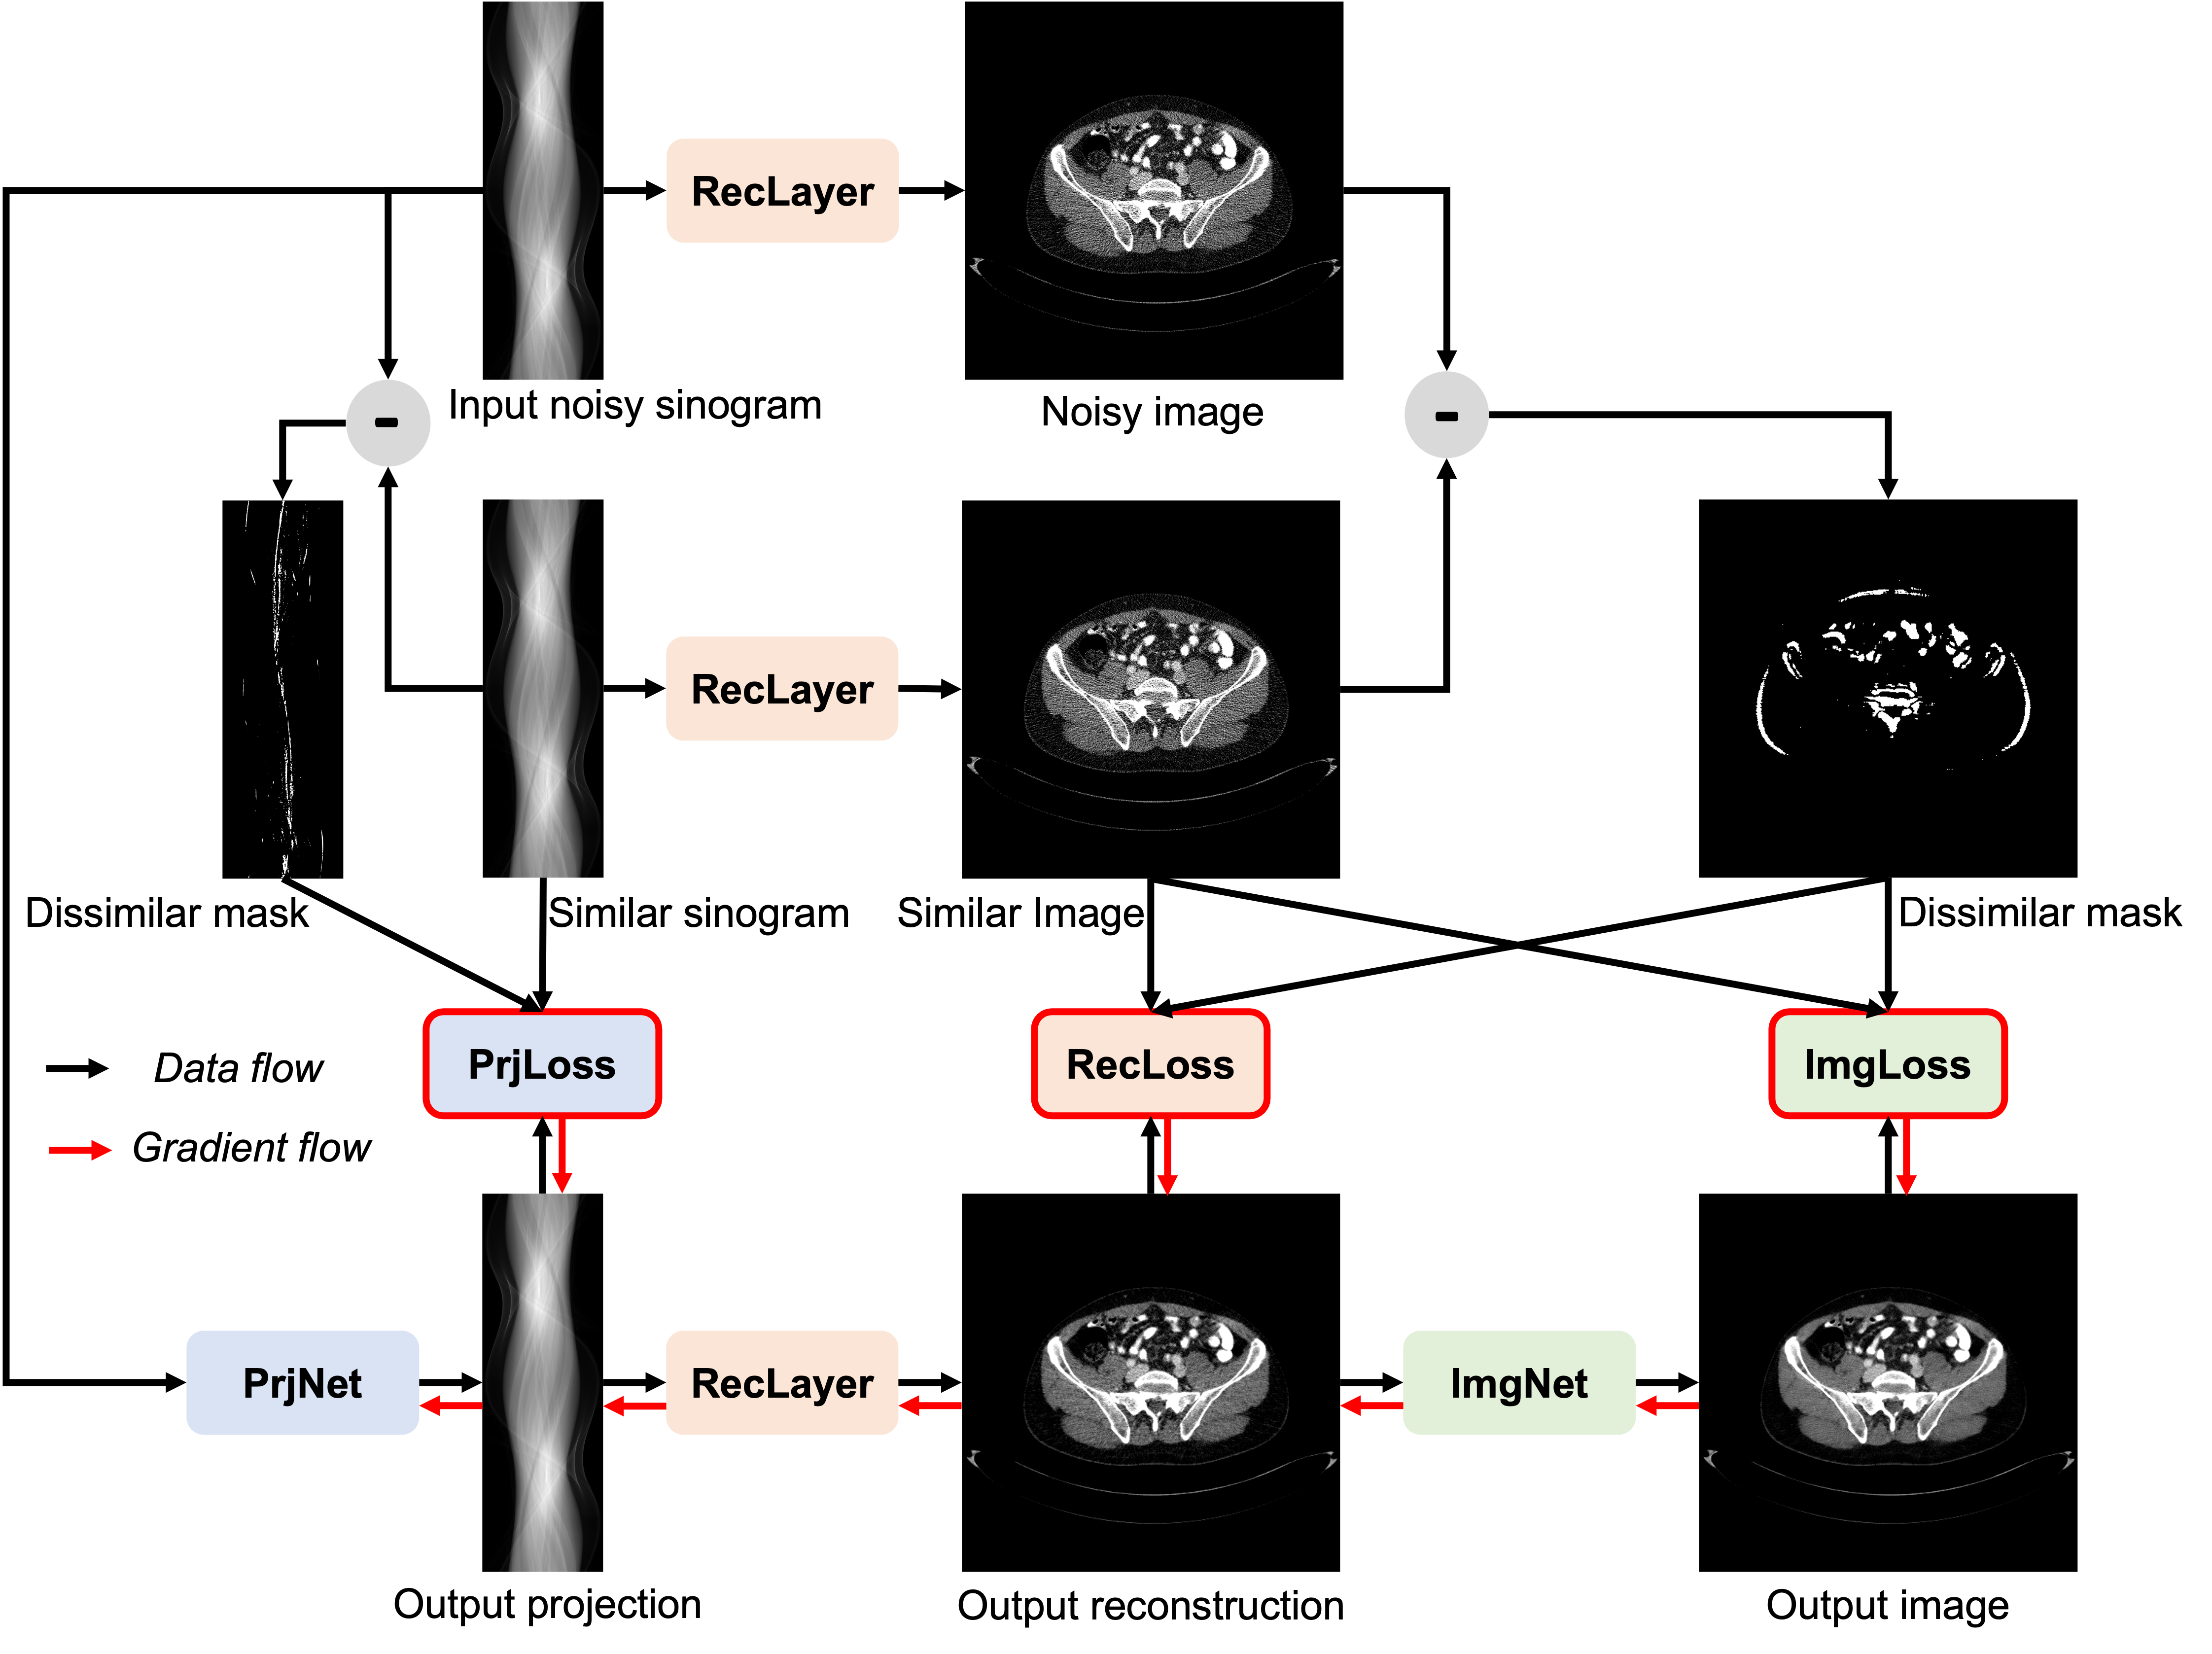 RecLayer
Input noisy sinogram
Noisy image
-
-
RecLayer
Dissimilar mask
Similar sinogram
Similar Image
Dissimilar mask
PrjLoss
RecLoss
ImgLoss
Data flow
Gradient flow
PrjNet
RecLayer
ImgNet
Output projection
Output reconstruction
Output image